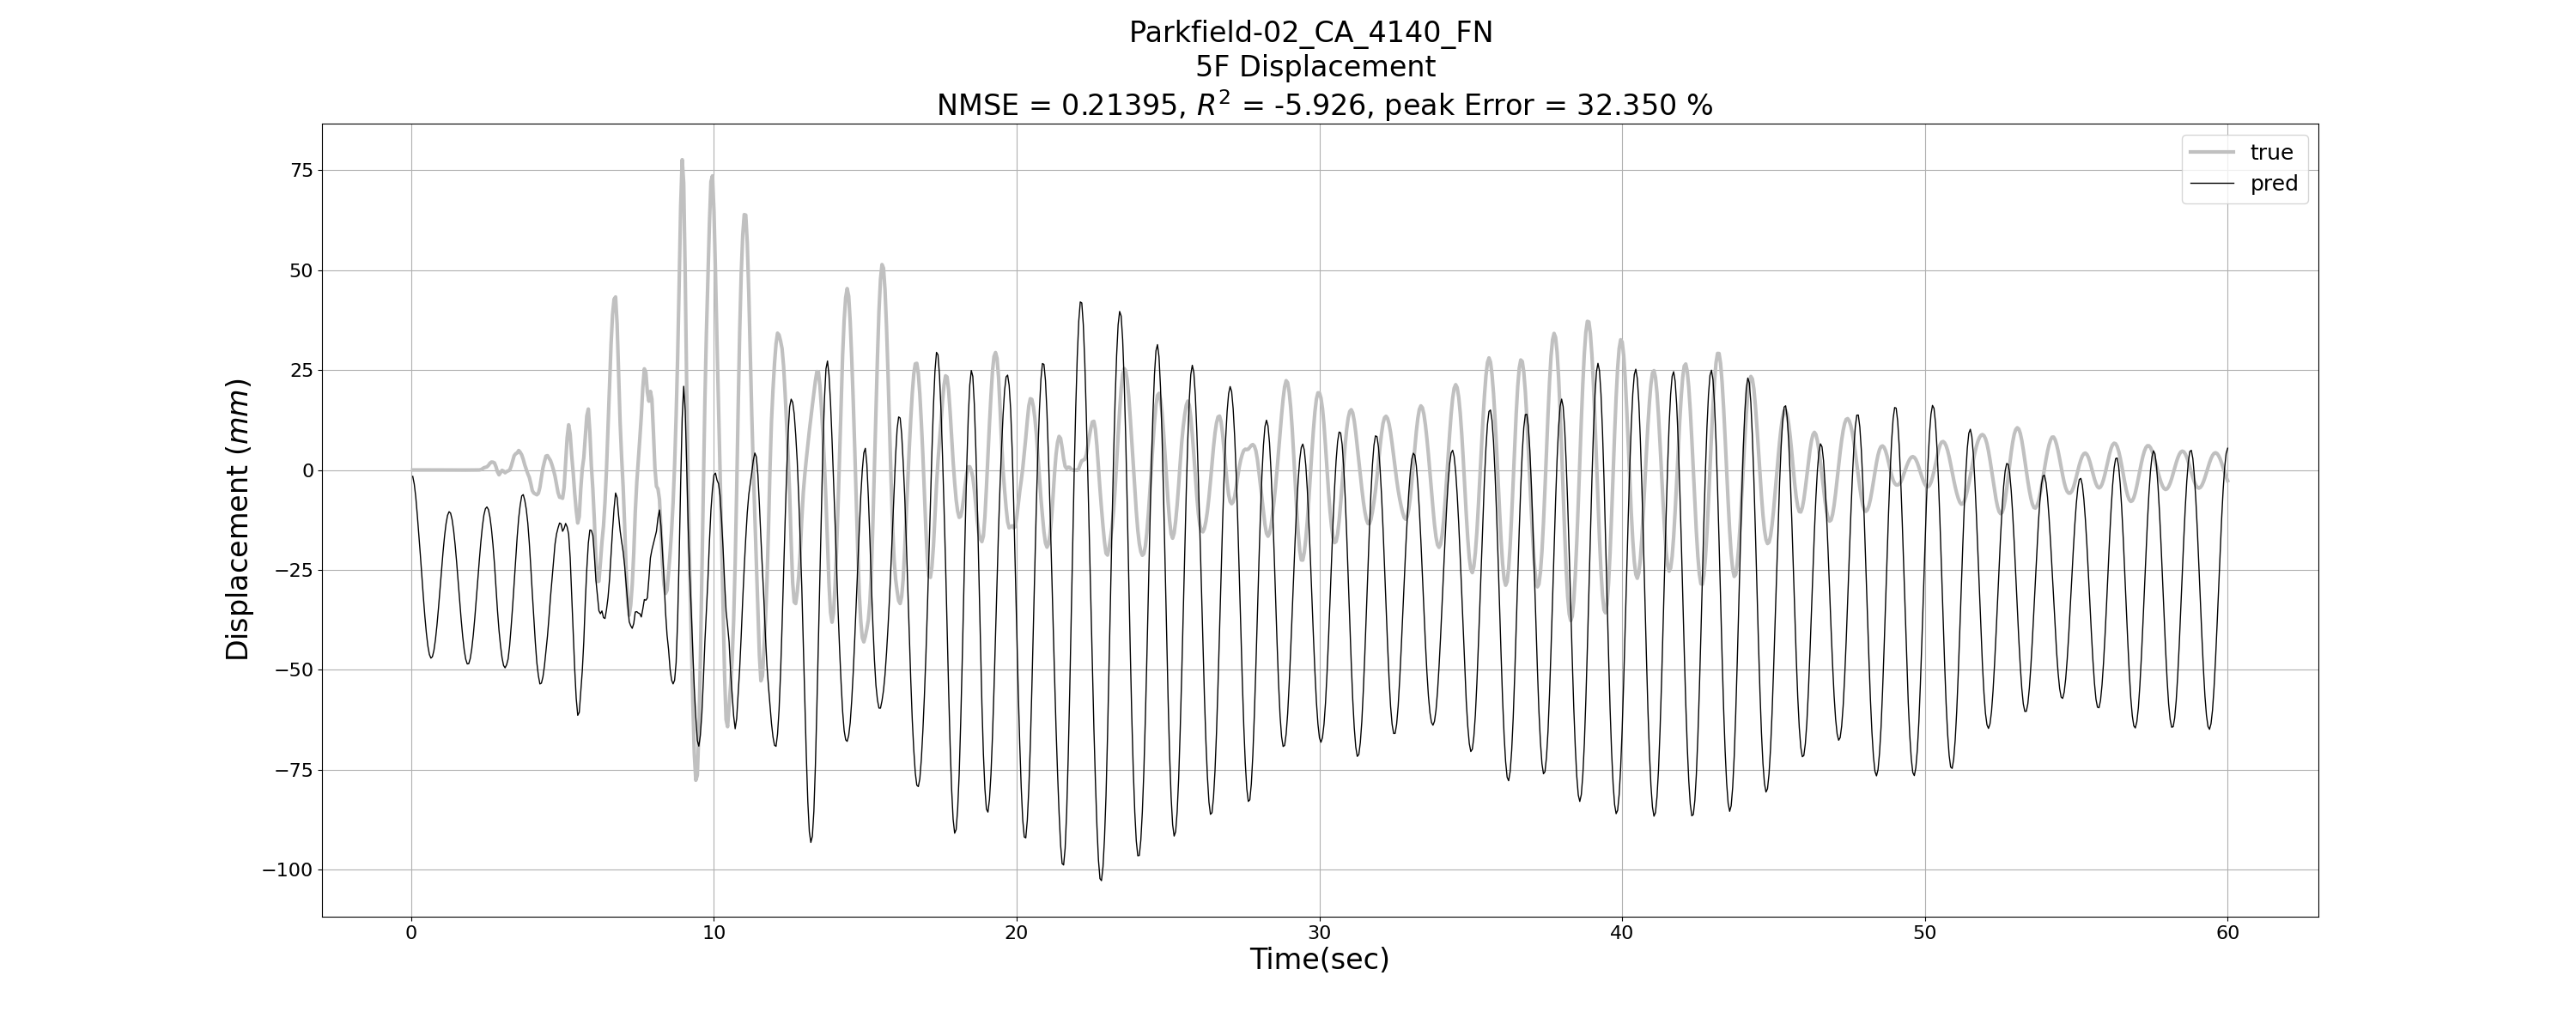 Parkfield-02_CA_4140_FN
5F Displacement
NMSE = 0.21395, R² = -5.926, peak Error = 32.350 %
true
pred
75
50
25
0
−25
−50
−75
−100
Displacement (mm)
0 10 20 30 40 50 60
Time(sec)